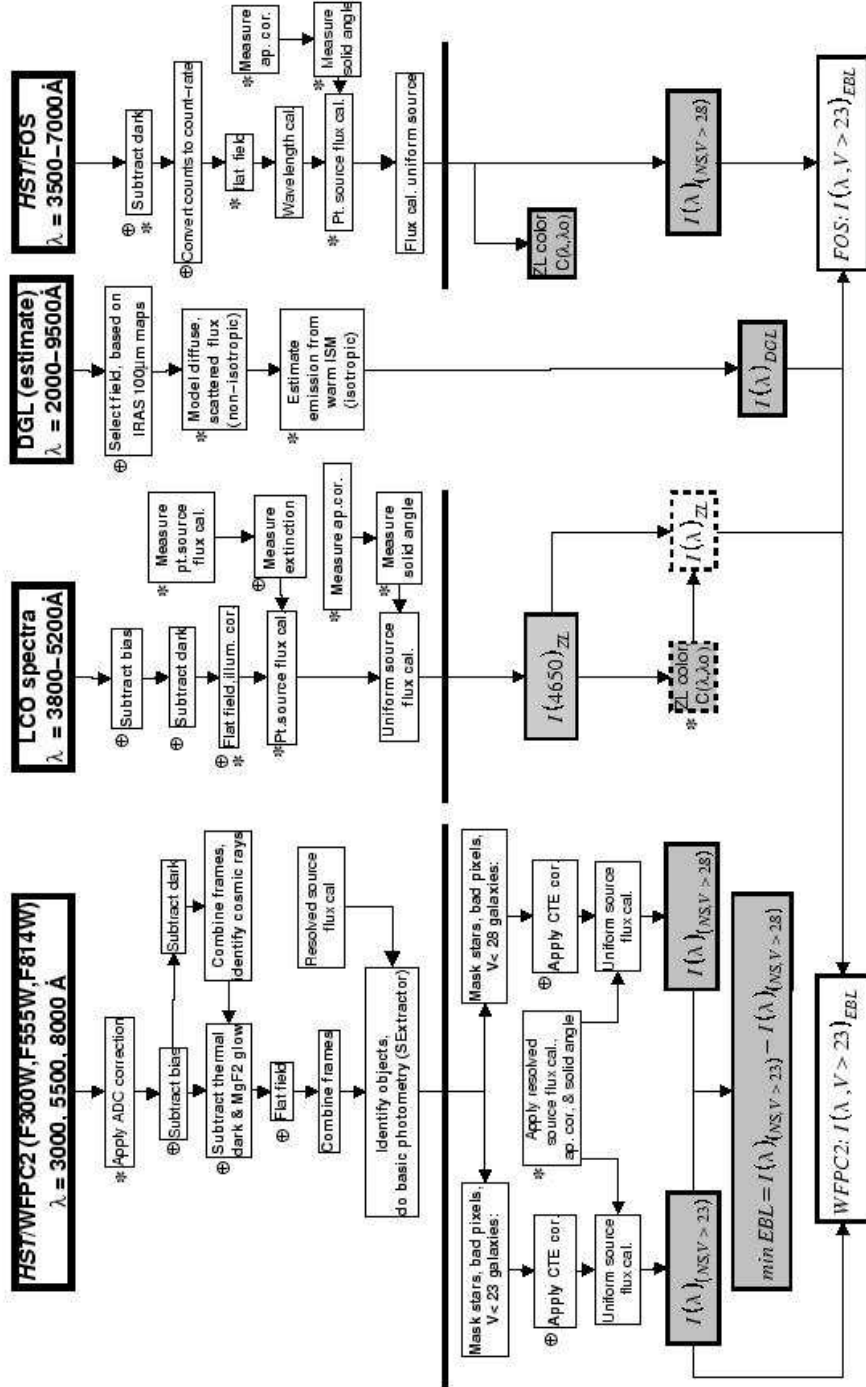 HST/WFPC2 (F300W,F555W,F814W)
λ = 3000, 5500, 8000 Å
* Apply ADC correction
⊕ Subtract bias
Subtract dark
Combine frames,
identify cosmic rays
⊕ Subtract thermal
dark & MgF2 glow
⊕ Flat field
Combine frames
Resolved source
flux cal
Identify objects,
do basic photometry (SExtractor)
Mask stars, bad pixels,
V< 23 galaxies:
Mask stars, bad pixels,
V< 28 galaxies:
⊕ Apply CTE cor.
⊕ Apply CTE cor.
* Apply resolved
source flux cal.,
ap. cor, & solid angle
Uniform source
flux cal.
Uniform source
flux cal.
I(λ)(NS,V > 23)
I(λ)(NS,V > 28)
min EBL = I(λ)(NS,V > 23) − I(λ)(NS,V > 28)
WFPC2: I(λ,V > 23)EBL
LCO spectra
λ = 3800−5200Å
⊕ Subtract bias
⊕ Subtract dark
⊕ * Flat field,illum. cor.
* Measure
pt.source
flux cal.
⊕ Measure
extinction
* Pt.source flux cal.
* Measure ap.cor.
* Measure
solid angle
Uniform source
flux cal.
I(4650)ZL
* ZL color
C(λ,λo)
I(λ)ZL
DGL (estimate)
λ = 2000−9500Å
⊕ Select field, based on
IRAS 100µm maps
* Model diffuse,
scattered flux
(non−isotropic)
* Estimate
emission from
warm ISM
(isotropic)
I(λ)DGL
HST/FOS
λ = 3500−7000Å
⊕ * Subtract dark
⊕ Convert counts to count−rate
* flat field
Wavelength cal.
* Measure
ap. cor.
* Measure
solid angle
* Pt. source flux cal.
Flux cal. uniform source
ZL color
C(λ,λo)
I(λ)(NS,V > 28)
FOS: I(λ,V > 23)EBL